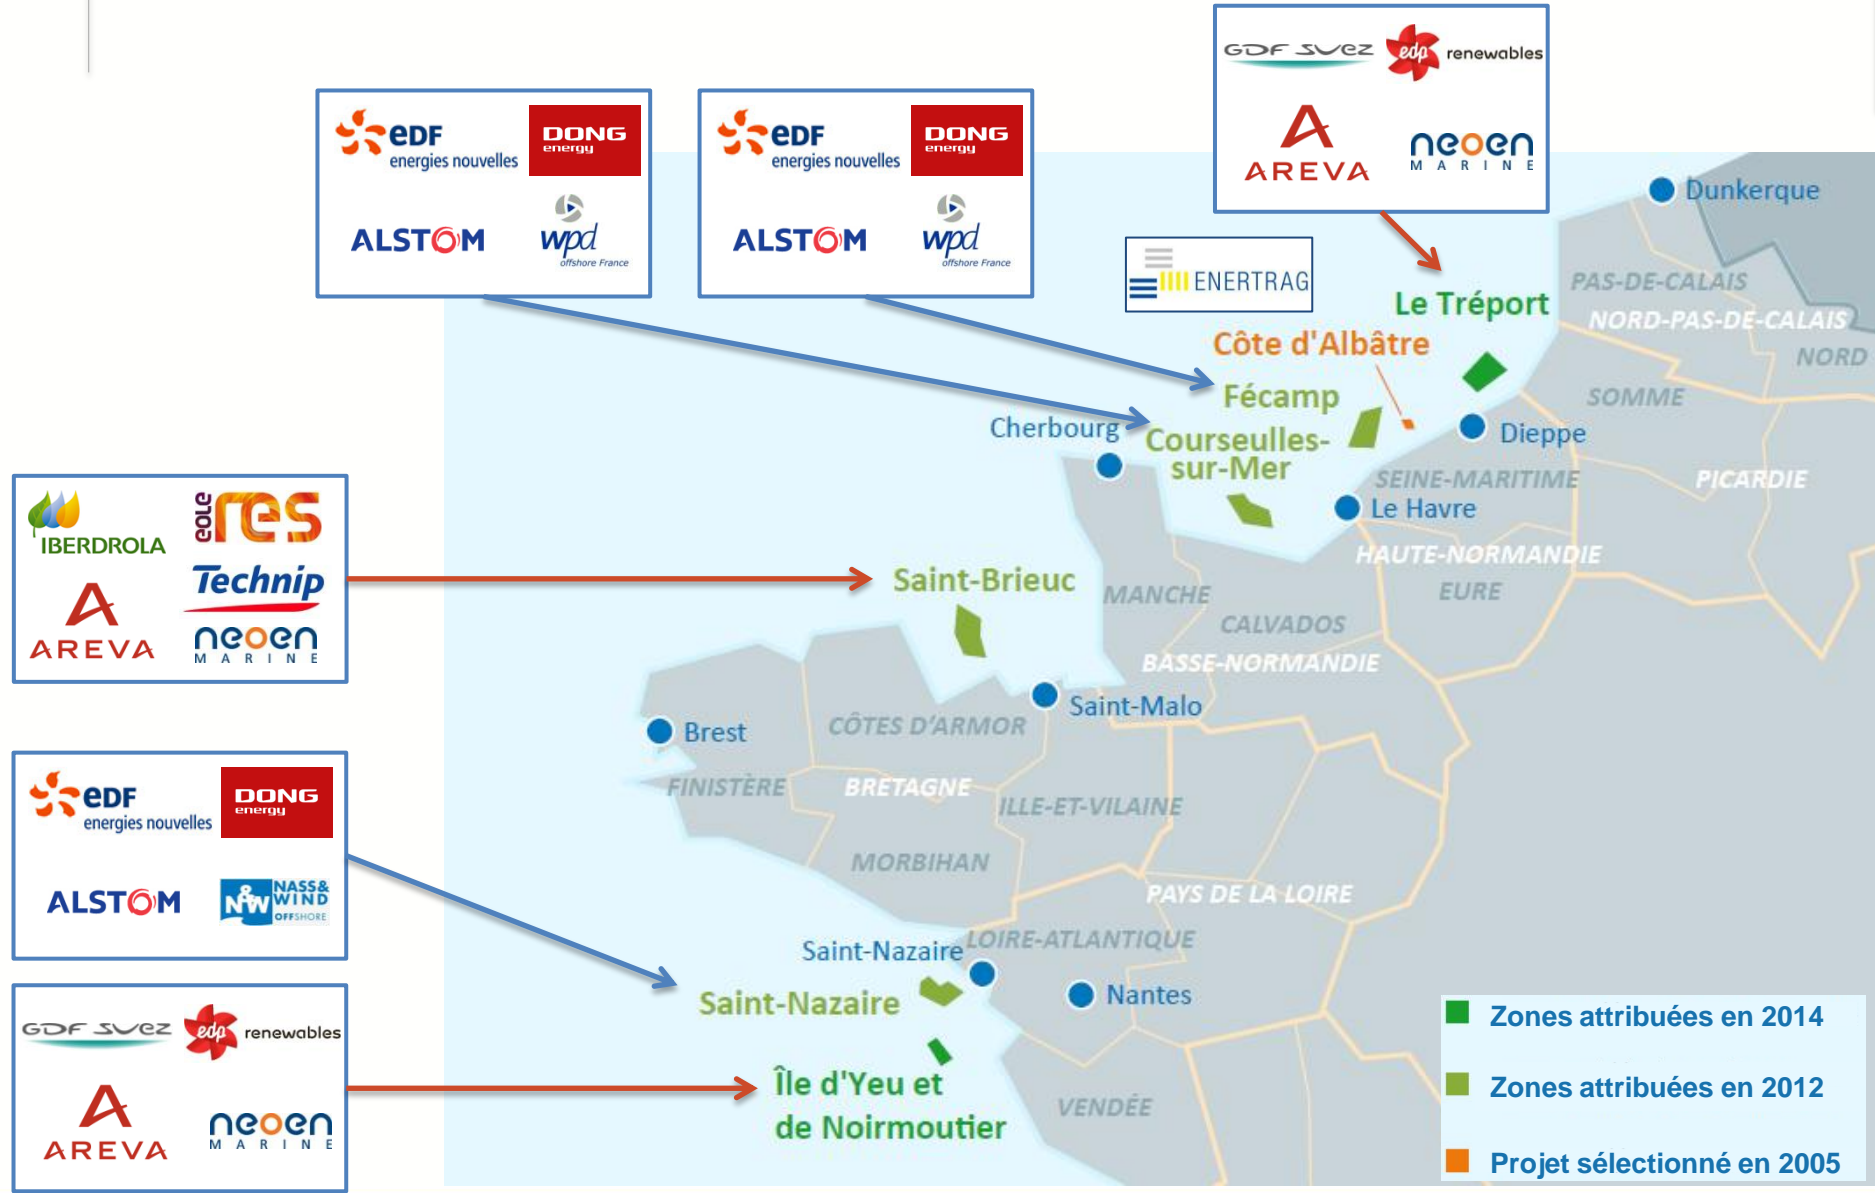 GDF SUEZ
edp renewables
AREVA
neoen
MARINE
eDF
energies nouvelles
DONG
energy
ALSTOM
wpd
offshore France
eDF
energies nouvelles
DONG
energy
ALSTOM
wpd
offshore France
ENERTRAG
Dunkerque
PAS-DE-CALAIS
Le Tréport
NORD-PAS-DE-CALAIS
Côte d'Albâtre
NORD
Fécamp
SOMME
Cherbourg
Courseulles-
sur-Mer
Dieppe
SEINE-MARITIME
PICARDIE
Le Havre
HAUTE-NORMANDIE
EURE
IBERDROLA
eole
res
Technip
AREVA
neoen
MARINE
Saint-Brieuc
MANCHE
CALVADOS
BASSE-NORMANDIE
Saint-Malo
CÔTES D'ARMOR
Brest
FINISTÈRE
BRETAGNE
ILLE-ET-VILAINE
MORBIHAN
PAYS DE LA LOIRE
eDF
energies nouvelles
DONG
energy
ALSTOM
N&W
NASS&
WIND
OFFSHORE
LOIRE-ATLANTIQUE
Saint-Nazaire
Saint-Nazaire
Nantes
GDF SUEZ
edp renewables
AREVA
neoen
MARINE
Île d'Yeu et
de Noirmoutier
VENDÉE
Zones attribuées en 2014
Zones attribuées en 2012
Projet sélectionné en 2005